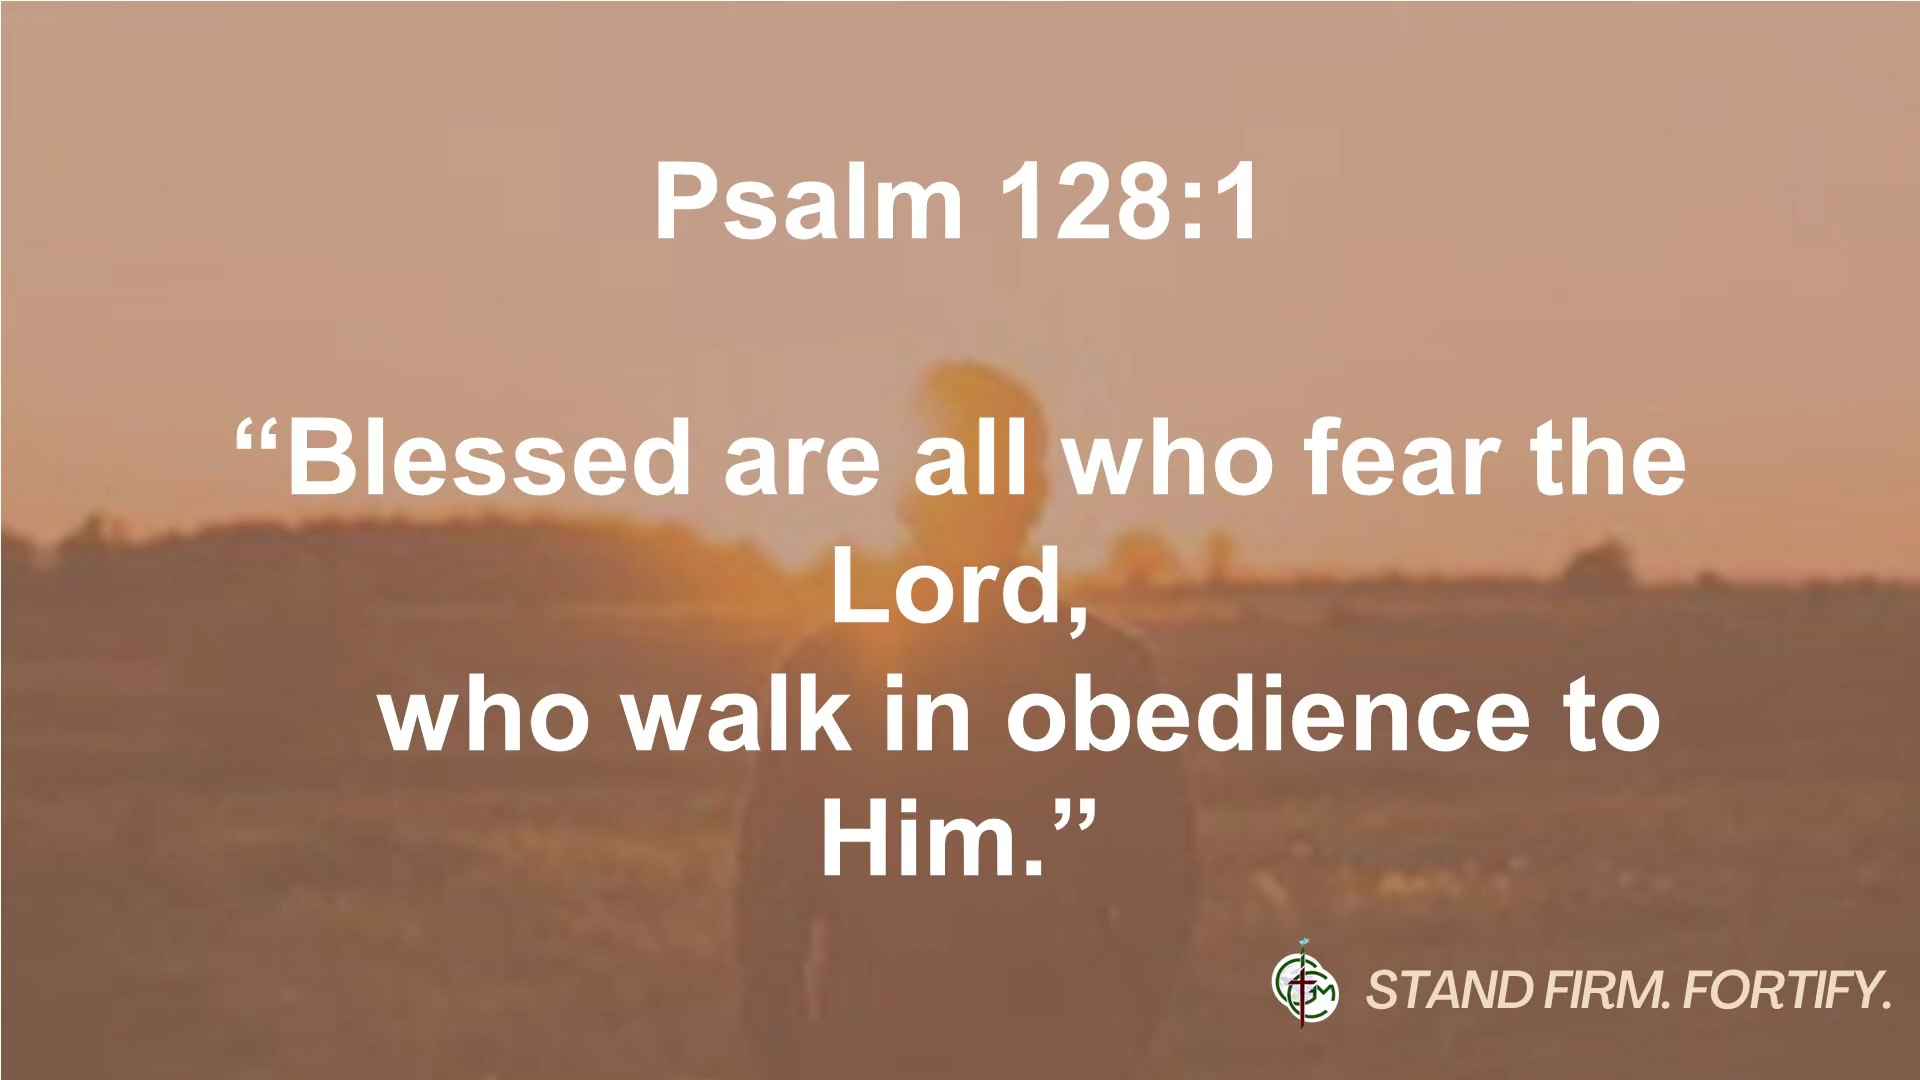 Psalm 128:1
“Blessed are all who fear the
Lord,
who walk in obedience to
Him.”
STAND FIRM. FORTIFY.